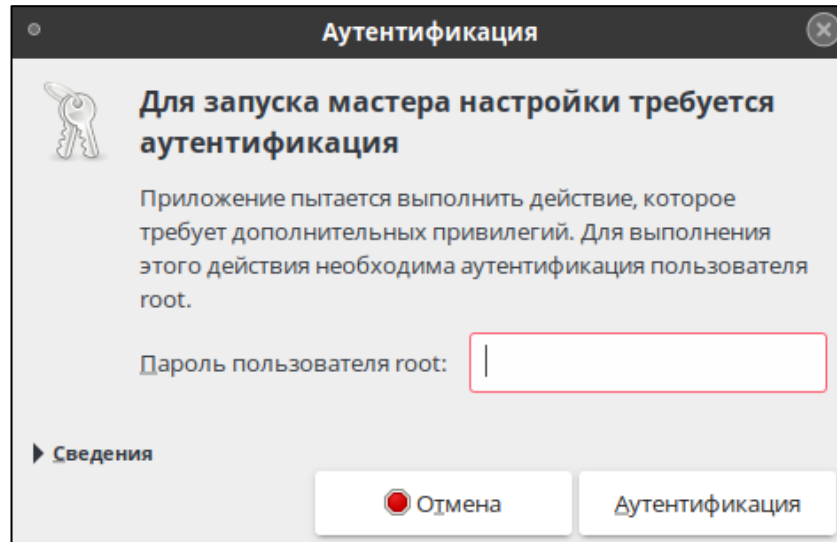 Аутентификация
Для запуска мастера настройки требуется
аутентификация
Приложение пытается выполнить действие, которое
требует дополнительных привилегий. Для выполнения
этого действия необходима аутентификация пользователя
root.
Пароль пользователя root:
Сведения
Отмена Аутентификация